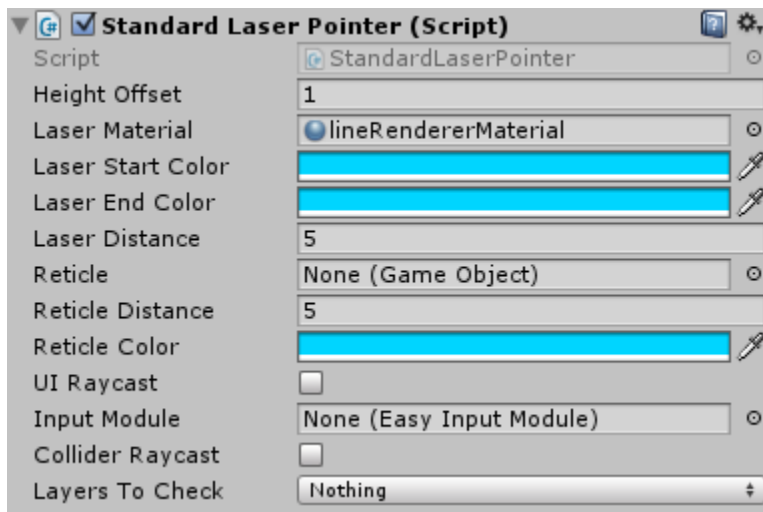 Standard Laser Pointer (Script)
Script StandardLaserPointer
Height Offset 1
Laser Material lineRendererMaterial
Laser Start Color
Laser End Color
Laser Distance 5
Reticle None (Game Object)
Reticle Distance 5
Reticle Color
UI Raycast
Input Module None (Easy Input Module)
Collider Raycast
Layers To Check Nothing